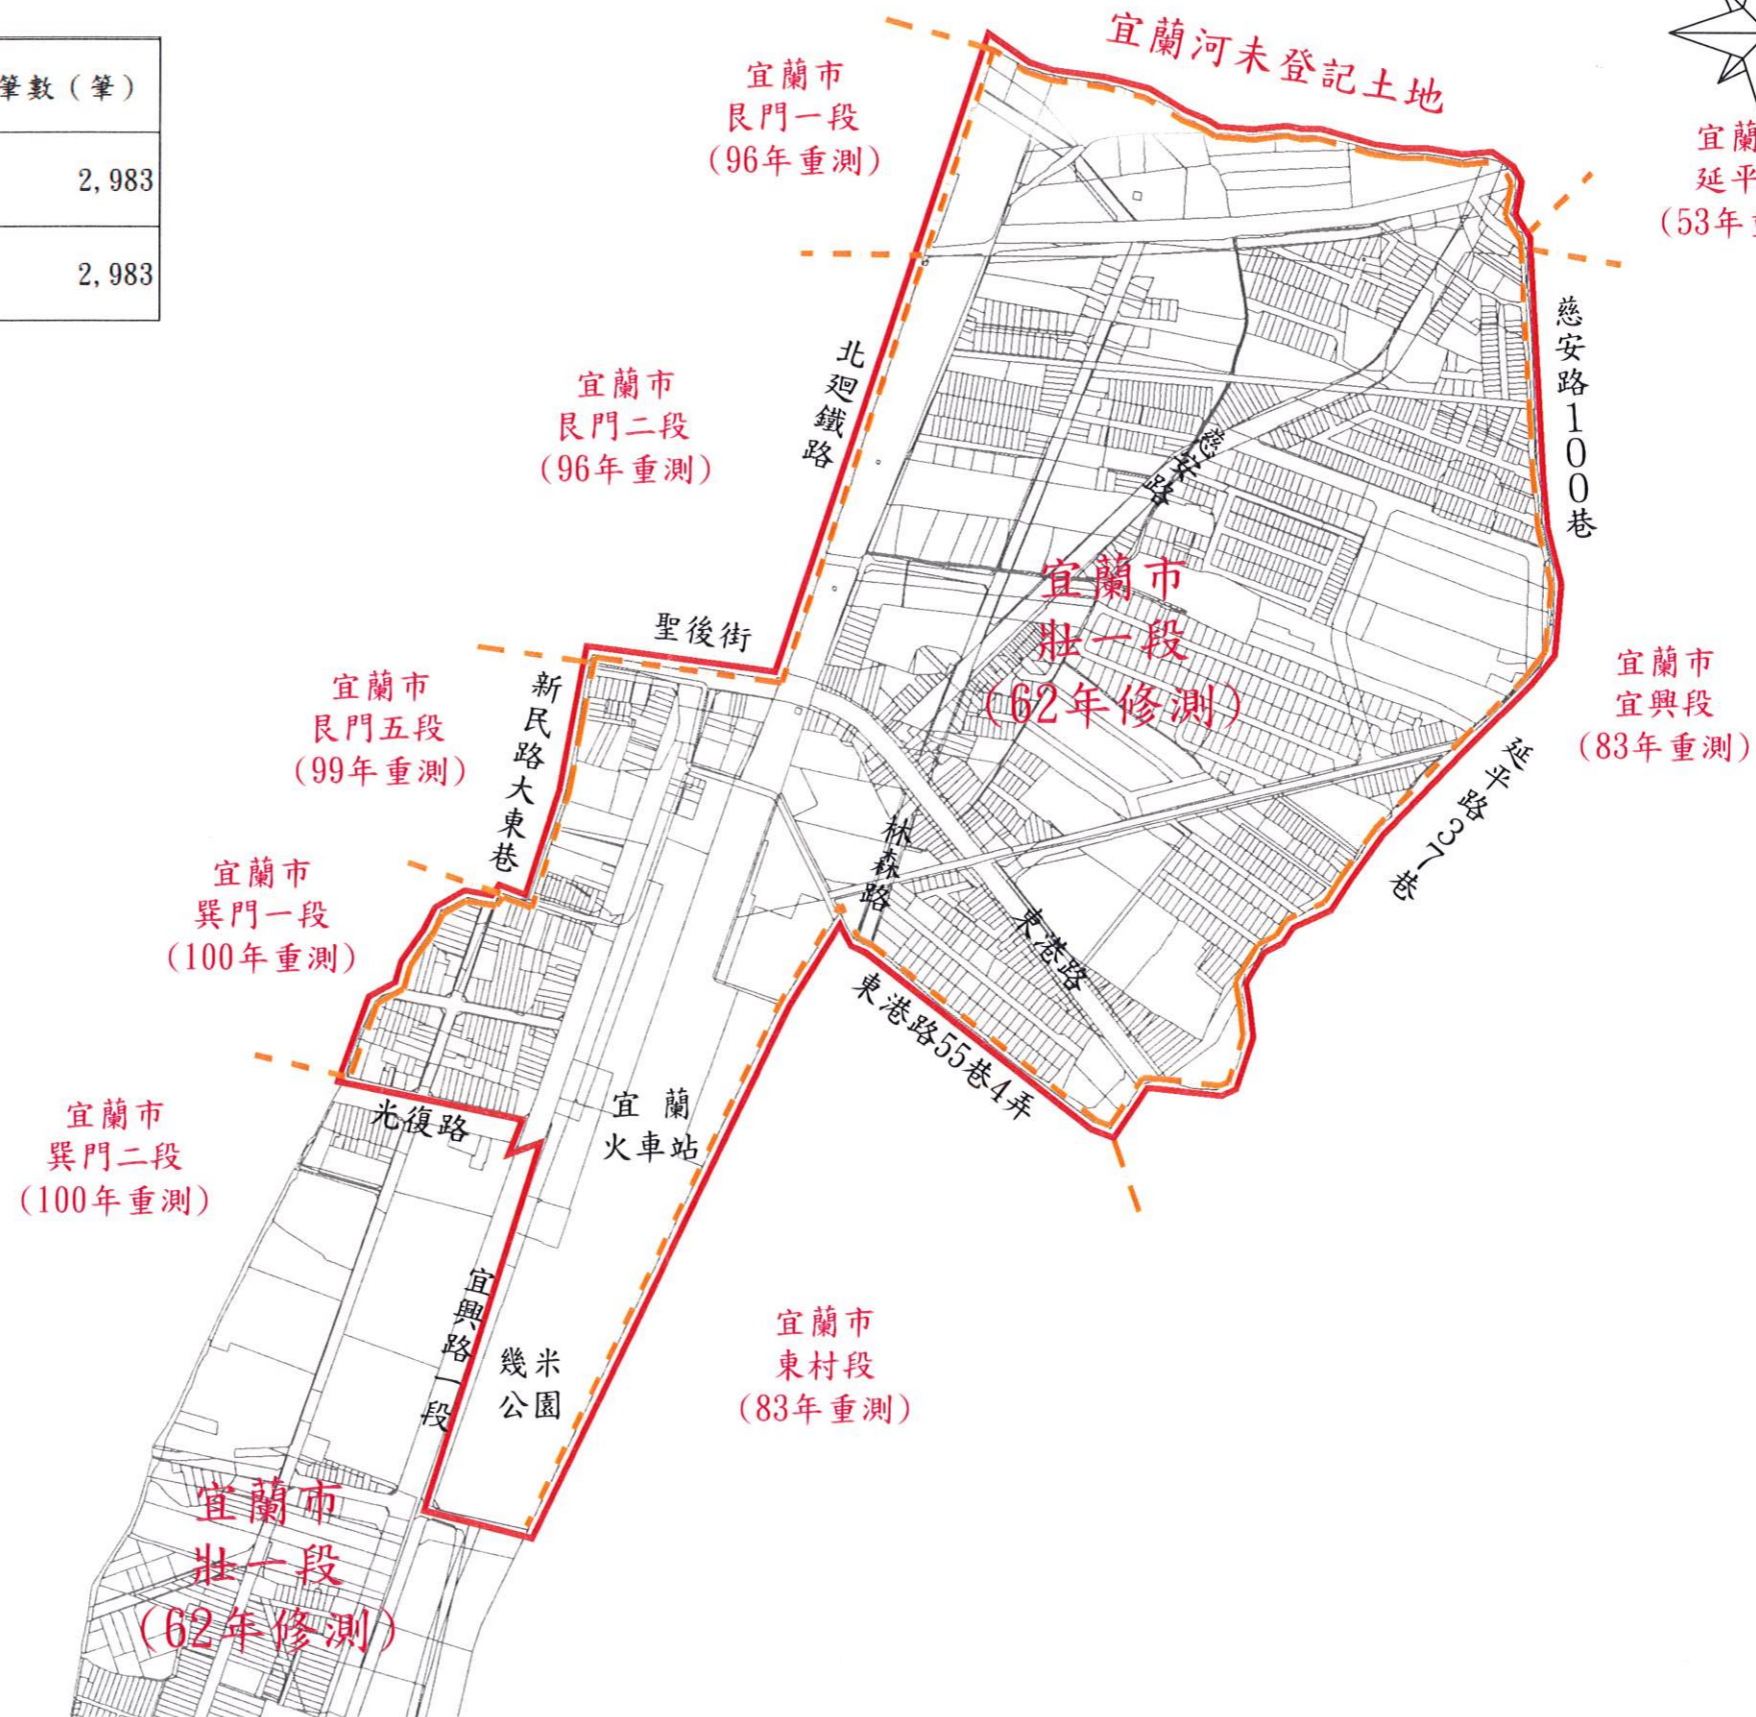 筆數（筆）
2,983
2,983
宜蘭河未登記土地
宜蘭市
艮門一段
(96年重測)
宜蘭
延平
(53年
宜蘭市
艮門二段
(96年重測)
北迴鐵路
慈安路100巷
慈安路
宜蘭市
壯一段
(62年修測)
聖後街
宜蘭市
艮門五段
(99年重測)
新民路大東巷
宜蘭市
宜興段
(83年重測)
延平路37巷
林森路
東港路
宜蘭市
巽門一段
(100年重測)
東港路55巷4弄
宜蘭市
巽門二段
(100年重測)
光復路
宜蘭
火車站
宜興路一段
幾米
公園
宜蘭市
東村段
(83年重測)
宜蘭市
壯一段
(62年修測)